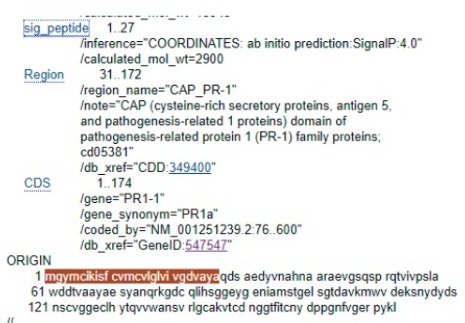 sig_peptide 1..27
/inference="COORDINATES: ab initio prediction:SignalP:4.0"
/calculated_mol_wt=2900
Region 31..172
/region_name="CAP_PR-1"
/note="CAP (cysteine-rich secretory proteins, antigen 5,
and pathogenesis-related 1 proteins) domain of
pathogenesis-related protein 1 (PR-1) family proteins;
cd05381"
/db_xref="CDD:349400"
CDS 1..174
/gene="PR1-1"
/gene_synonym="PR1a"
/coded_by="NM_001251239.2:76..600"
/db_xref="GeneID:547547"
ORIGIN
1 mgymcikisf cvmcvlglvi vgdvayaqds aedyvnahna araevgsqsp rqtvivpsla
61 wddtvaayae syanqrkgdc qlihsggeyg eniamstgel sgtdavkmwv deksnydyds
121 nscvggeclh ytqvvwansv rlgcakvtcd nggtfitcny dppgnfvger pykl
//